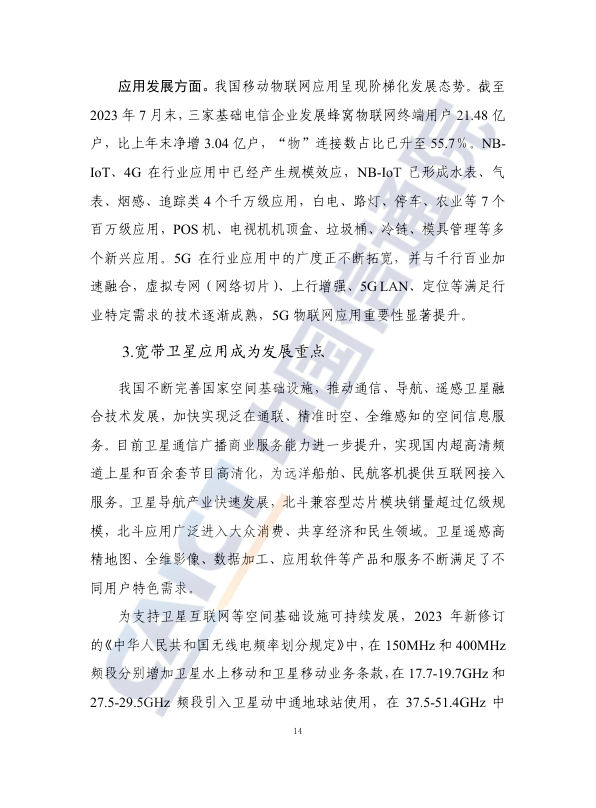 应用发展方面。我国移动物联网应用呈现阶梯化发展态势。截至
2023 年 7 月末，三家基础电信企业发展蜂窝物联网终端用户 21.48 亿
户，比上年末净增 3.04 亿户，“物”连接数占比已升至 55.7%。NB-
IoT、4G 在行业应用中已经产生规模效应，NB-IoT 已形成水表、气
表、烟感、追踪类 4 个千万级应用，白电、路灯、停车、农业等 7 个
百万级应用，POS 机、电视机机顶盒、垃圾桶、冷链、模具管理等多
个新兴应用。5G 在行业应用中的广度正不断拓宽，并与千行百业加
速融合，虚拟专网（网络切片）、上行增强、5G LAN、定位等满足行
业特定需求的技术逐渐成熟，5G 物联网应用重要性显著提升。
3.宽带卫星应用成为发展重点
我国不断完善国家空间基础设施，推动通信、导航、遥感卫星融
合技术发展，加快实现泛在通联、精准时空、全维感知的空间信息服
务。目前卫星通信广播商业服务能力进一步提升，实现国内超高清频
道上星和百余套节目高清化，为远洋船舶、民航客机提供互联网接入
服务。卫星导航产业快速发展，北斗兼容型芯片模块销量超过亿级规
模，北斗应用广泛进入大众消费、共享经济和民生领域。卫星遥感高
精地图、全维影像、数据加工、应用软件等产品和服务不断满足了不
同用户特色需求。
为支持卫星互联网等空间基础设施可持续发展，2023 年新修订
的《中华人民共和国无线电频率划分规定》中，在 150MHz 和 400MHz
频段分别增加卫星水上移动和卫星移动业务条款，在 17.7-19.7GHz 和
27.5-29.5GHz 频段引入卫星动中通地球站使用，在 37.5-51.4GHz 中
14
CAICT 中国信通院